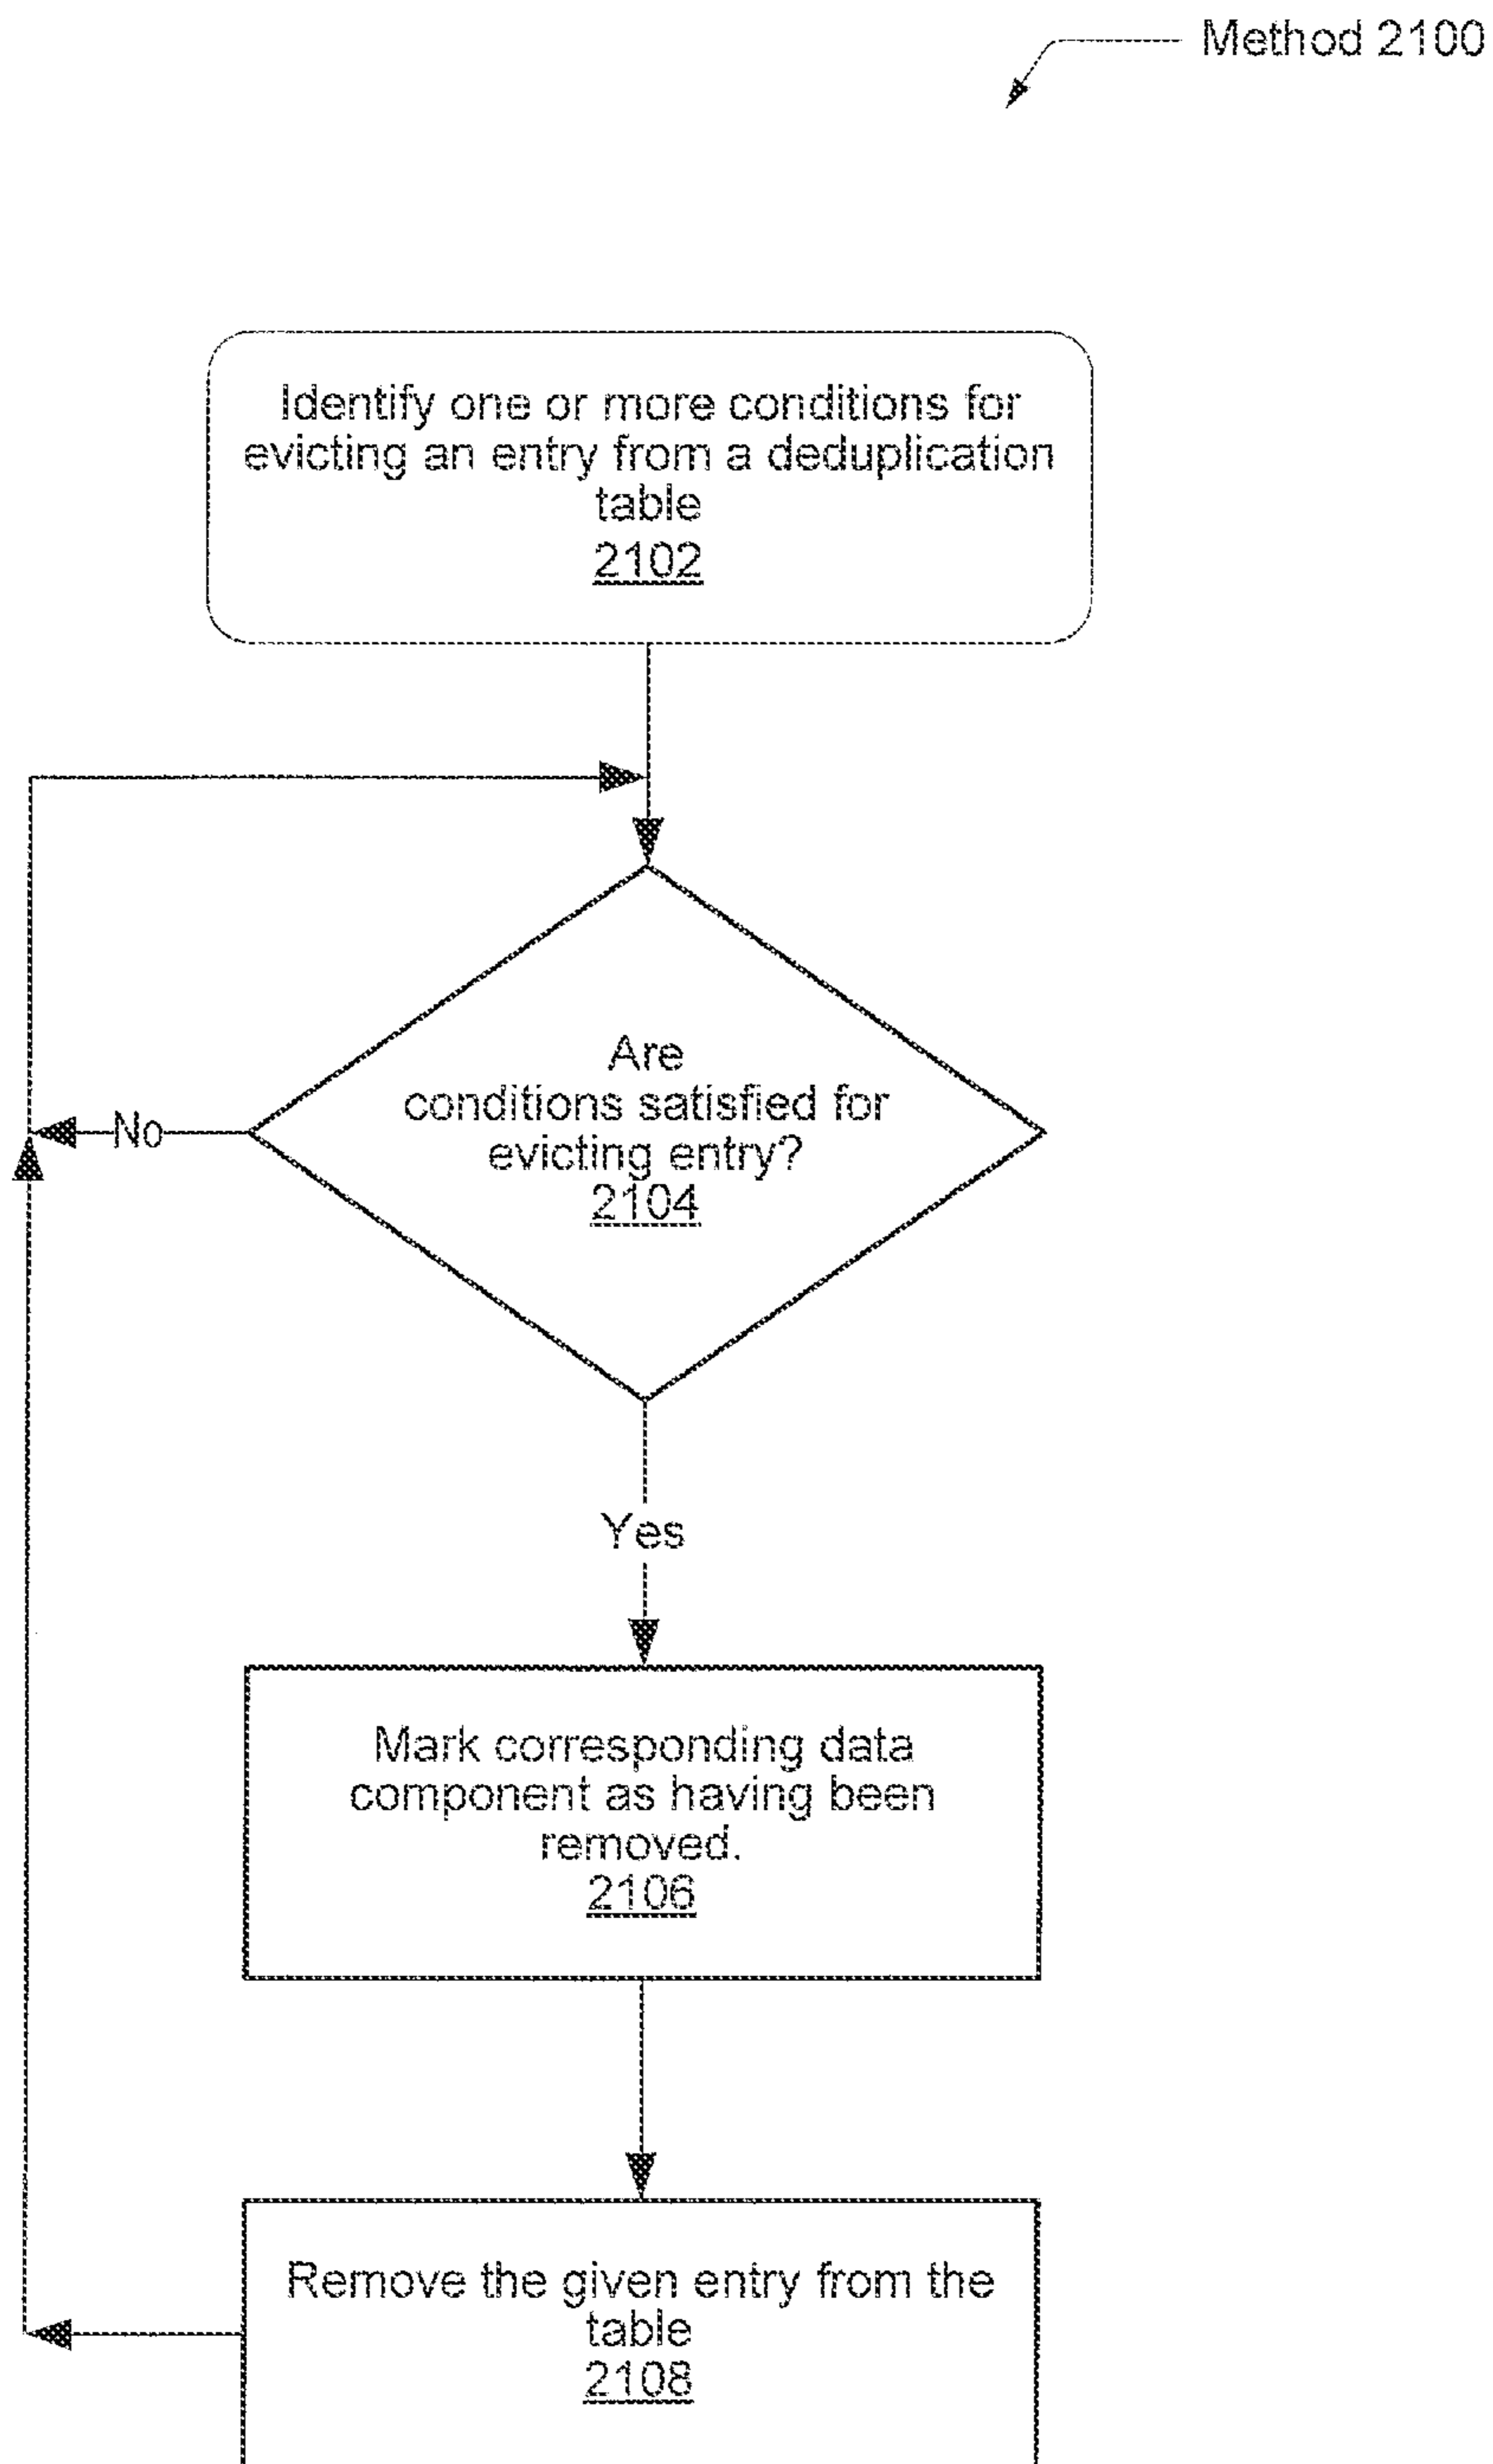 Method 2100
Identify one or more conditions for
evicting an entry from a deduplication
table
2102
Are
conditions satisfied for
evicting entry?
2104
No
Yes
Mark corresponding data
component as having been
removed.
2106
Remove the given entry from the
table
2108